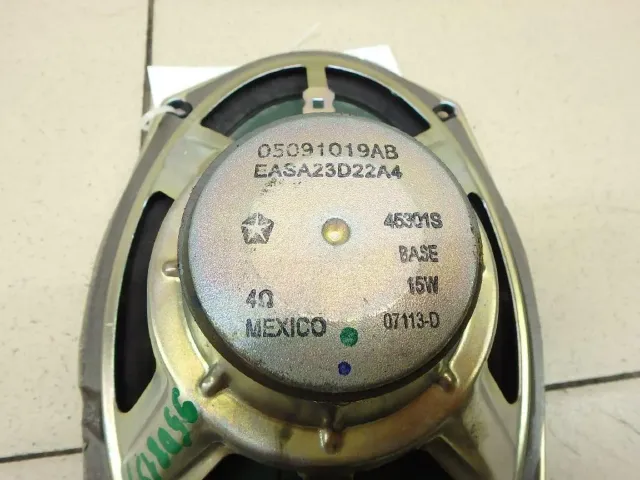 05091019AB
EASA23D22A4
45301S
BASE
4Ω 15W
MEXICO 07113-D